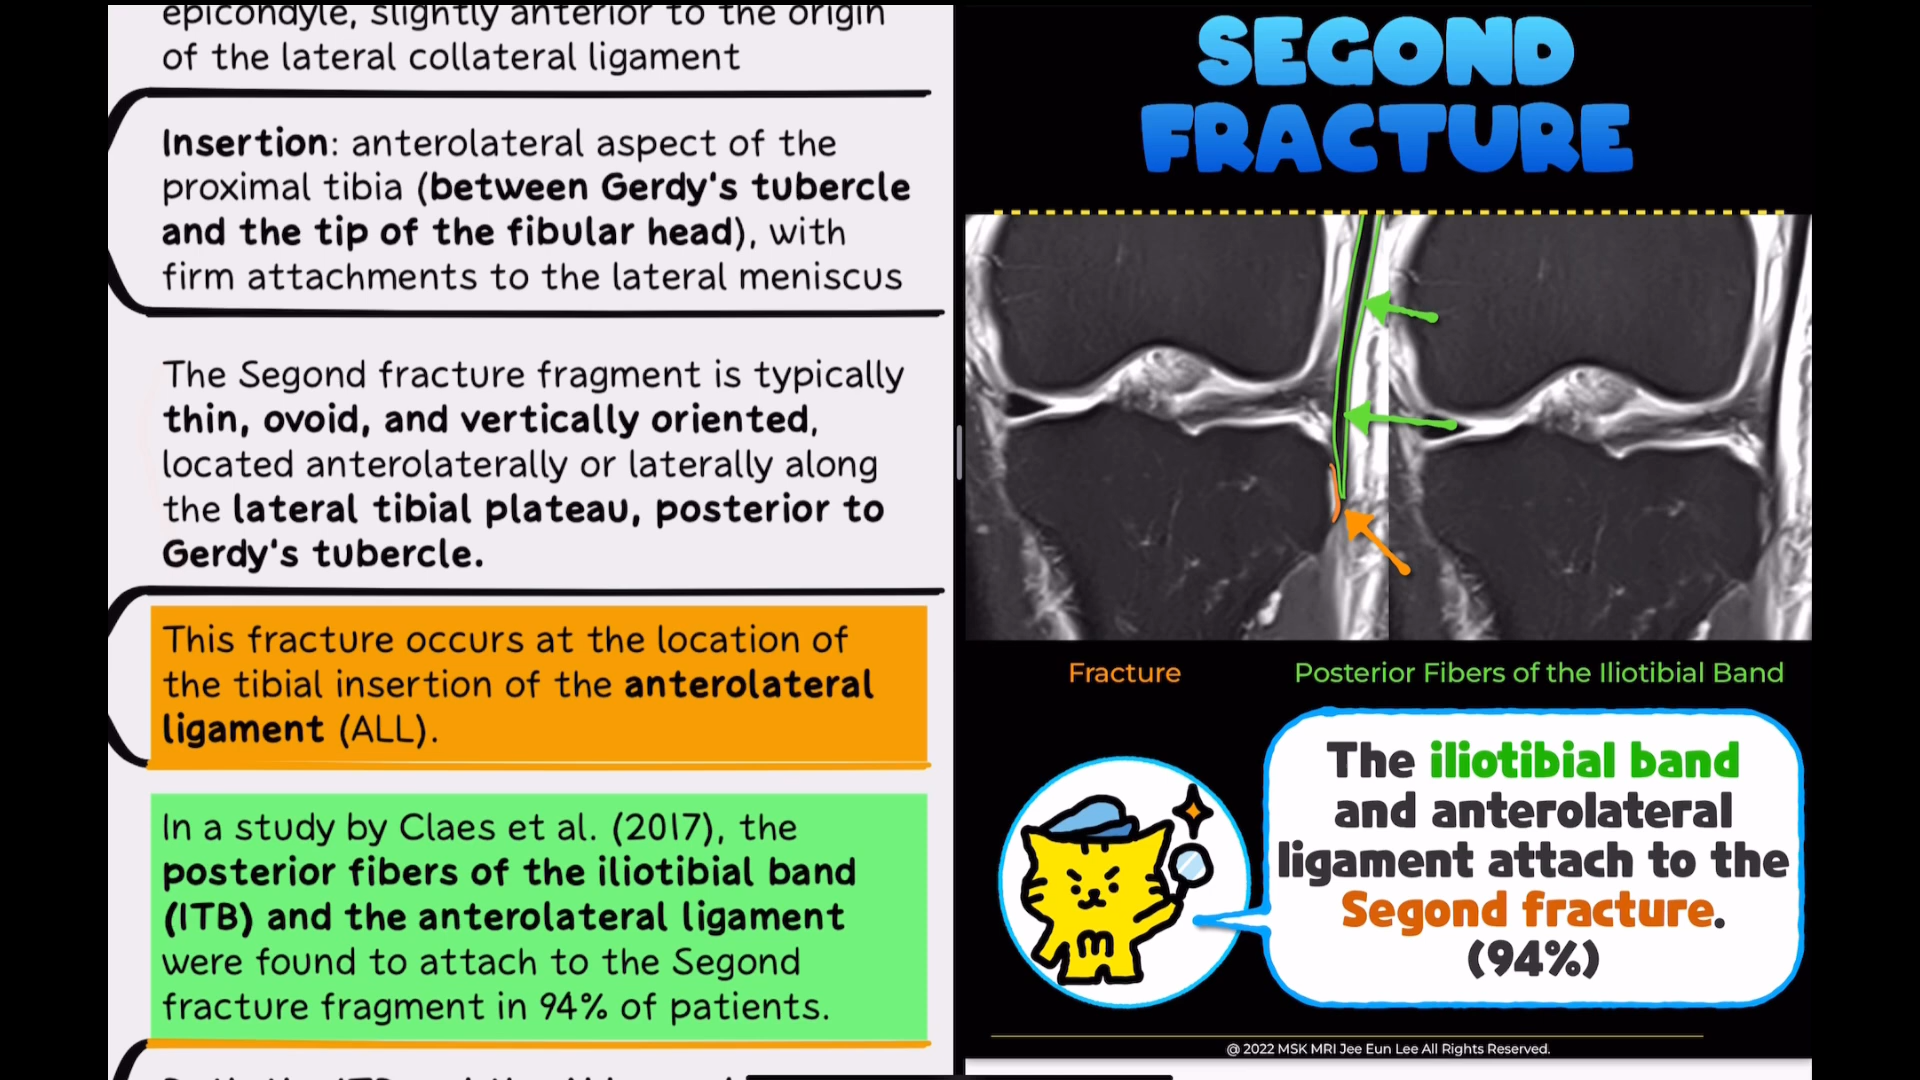 epicondyle, slightly anterior to the origin
of the lateral collateral ligament
Insertion: anterolateral aspect of the
proximal tibia (between Gerdy's tubercle
and the tip of the fibular head), with
firm attachments to the lateral meniscus
The Segond fracture fragment is typically
thin, ovoid, and vertically oriented,
located anterolaterally or laterally along
the lateral tibial plateau, posterior to
Gerdy's tubercle.
This fracture occurs at the location of
the tibial insertion of the anterolateral
ligament (ALL).
In a study by Claes et al. (2017), the
posterior fibers of the iliotibial band
(ITB) and the anterolateral ligament
were found to attach to the Segond
fracture fragment in 94% of patients.
SEGOND
FRACTURE
Fracture
Posterior Fibers of the Iliotibial Band
The iliotibial band
and anterolateral
ligament attach to the
Segond fracture.
(94%)
m
@ 2022 MSK MRI Jee Eun Lee All Rights Reserved.